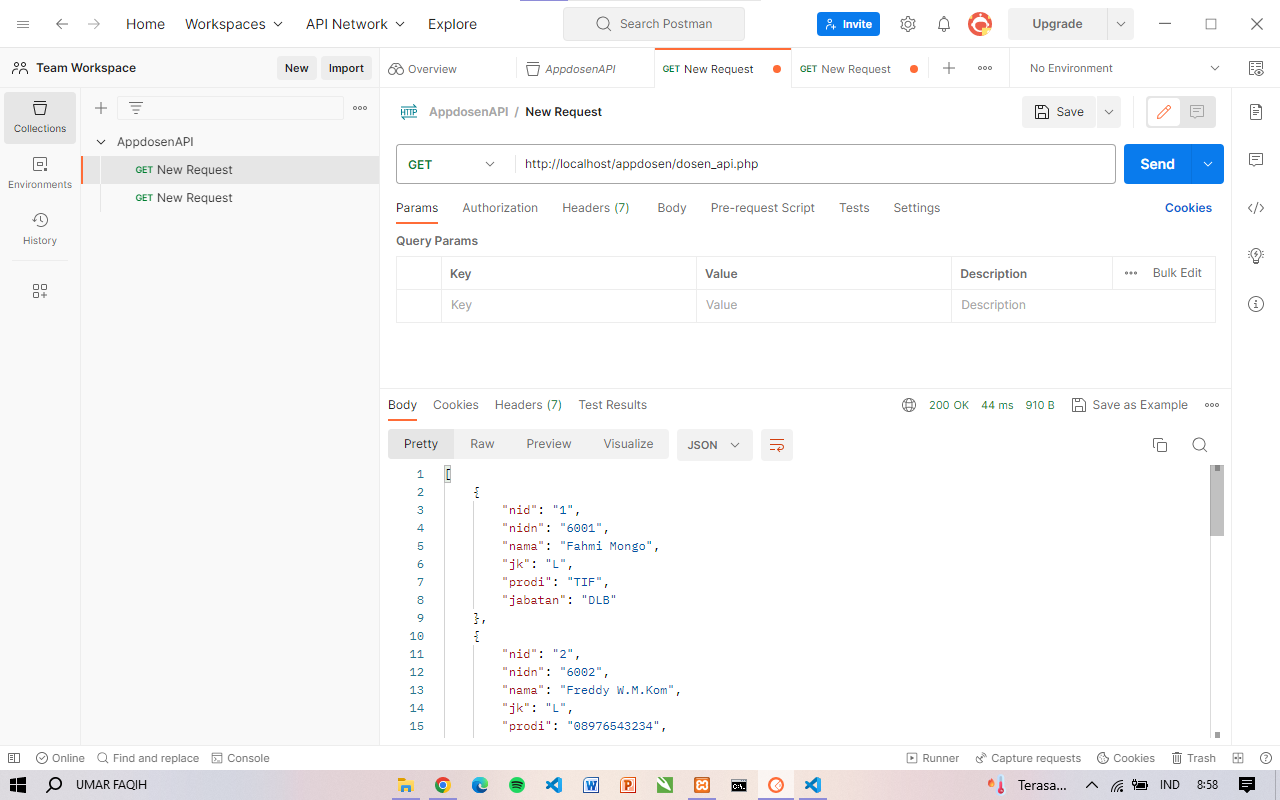 Home Workspaces API Network Explore Search Postman Invite Upgrade
Team Workspace New Import Overview AppdosenAPI GET New Request GET New Request No Environment
Collections
Environments
History
AppdosenAPI
GET New Request
GET New Request
HTTP AppdosenAPI / New Request Save
GET http://localhost/appdosen/dosen_api.php Send
Params Authorization Headers (7) Body Pre-request Script Tests Settings Cookies
Query Params
Key Value Description Bulk Edit
Key Value Description
Body Cookies Headers (7) Test Results 200 OK 44 ms 910 B Save as Example
Pretty Raw Preview Visualize JSON
1 [
2 {
3 "nid": "1",
4 "nidn": "6001",
5 "nama": "Fahmi Mongo",
6 "jk": "L",
7 "prodi": "TIF",
8 "jabatan": "DLB"
9 },
10 {
11 "nid": "2",
12 "nidn": "6002",
13 "nama": "Freddy W.M.Kom",
14 "jk": "L",
15 "prodi": "08976543234",
Online Find and replace Console Runner Capture requests Cookies Trash
UMAR FAQIH Terasa... IND 8:58